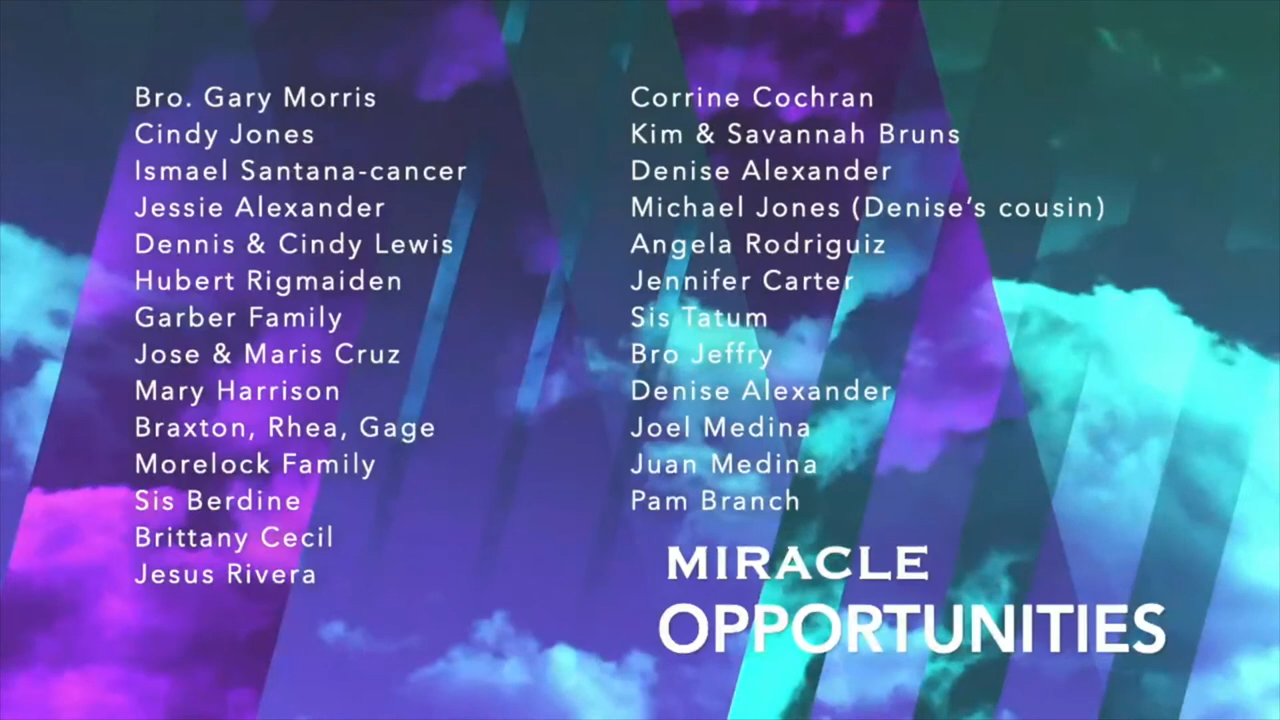 Bro. Gary Morris
Cindy Jones
Ismael Santana-cancer
Jessie Alexander
Dennis & Cindy Lewis
Hubert Rigmaiden
Garber Family
Jose & Maris Cruz
Mary Harrison
Braxton, Rhea, Gage
Morelock Family
Sis Berdine
Brittany Cecil
Jesus Rivera
Corrine Cochran
Kim & Savannah Bruns
Denise Alexander
Michael Jones (Denise’s cousin)
Angela Rodriguiz
Jennifer Carter
Sis Tatum
Bro Jeffry
Denise Alexander
Joel Medina
Juan Medina
Pam Branch
MIRACLE
OPPORTUNITIES